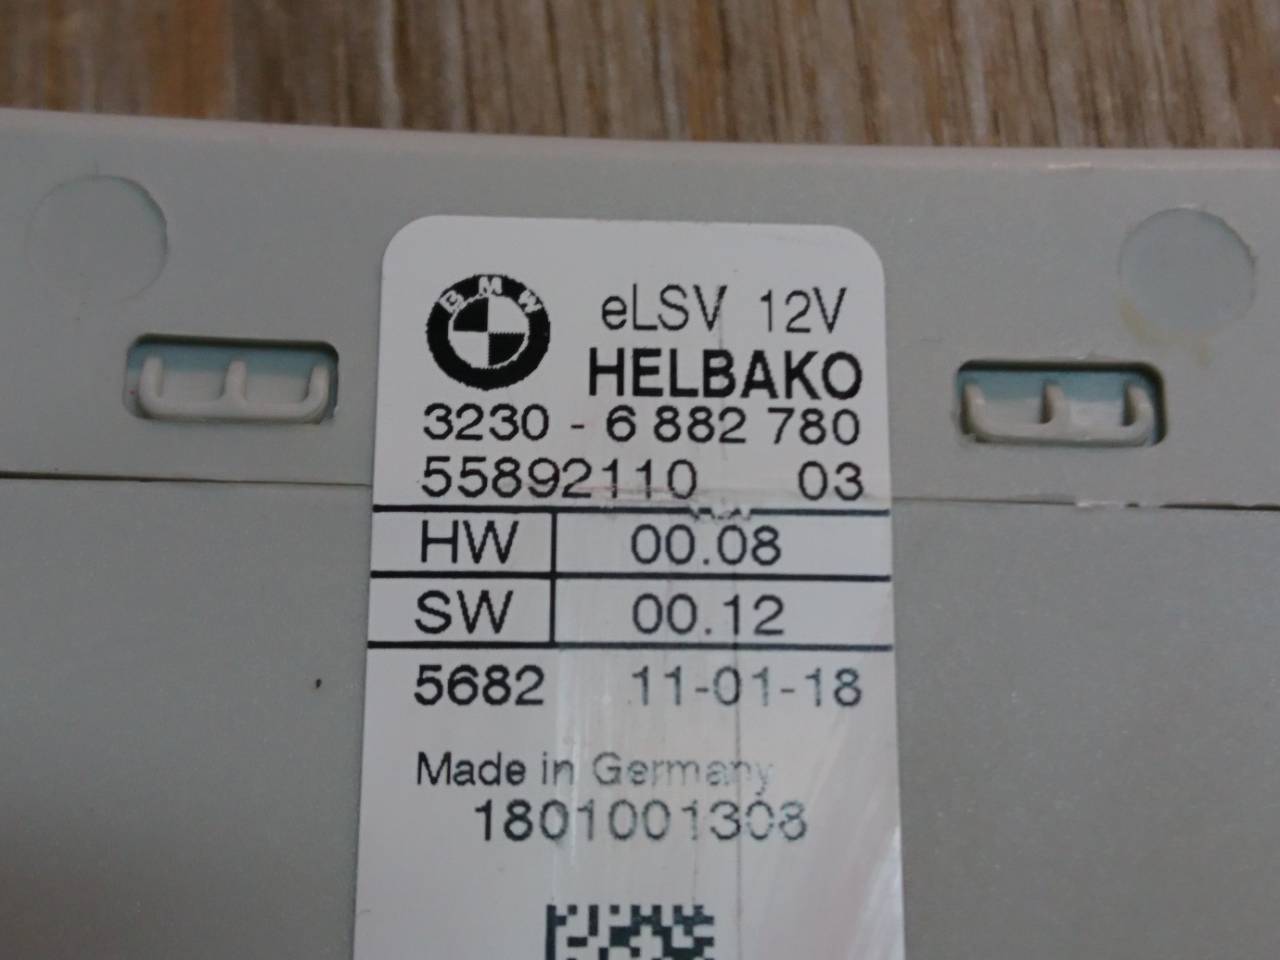 BMW
eLSV 12V
HELBAKO
3230 - 6 882 780
55892110 03
HW 00.08
SW 00.12
5682 11-01-18
Made in Germany
1801001308